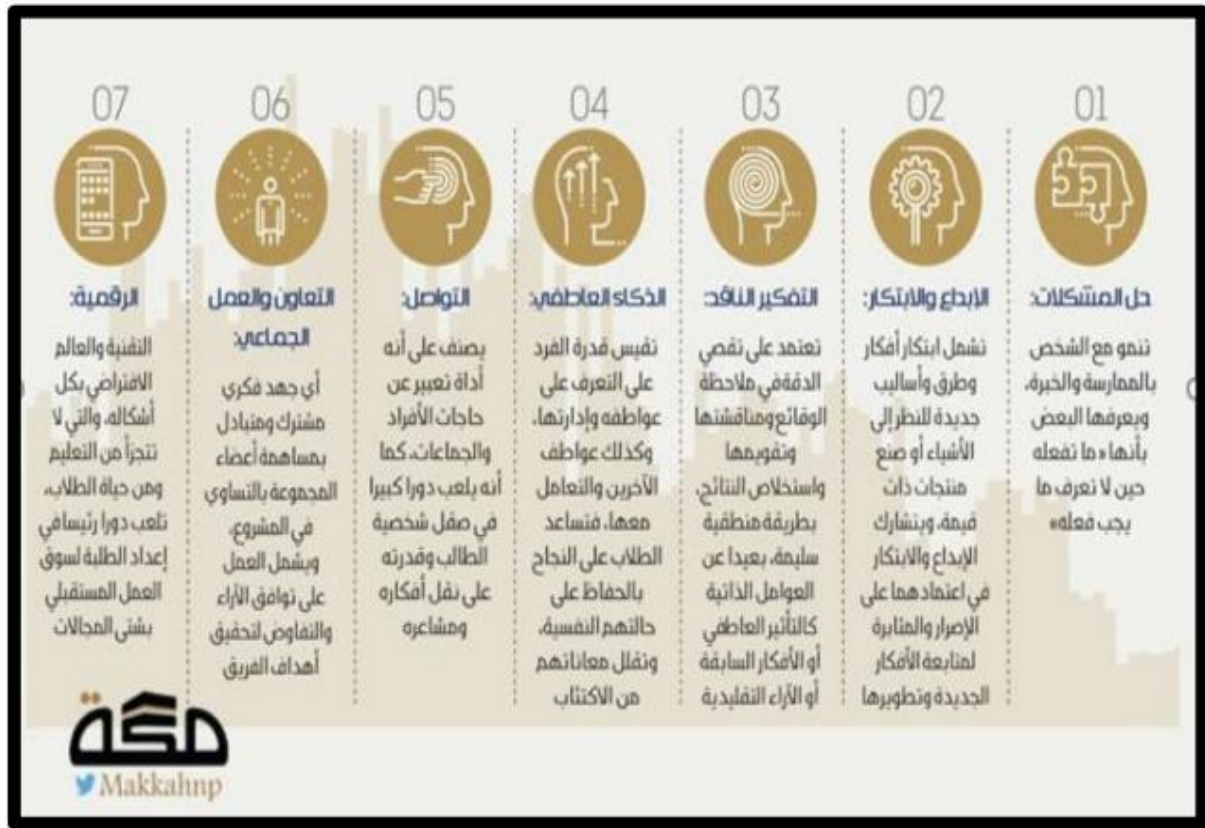 01
حل المشكلات:
تنمو مع الشخص
بالممارسة والخبرة،
ويعرفها البعض
بأنها «ما تفعله
حين لا تعرف ما
يجب فعله»
02
الإبداع والابتكار:
تشمل ابتكار أفكار
وطرق وأساليب
جديدة للنظر إلى
الأشياء أو صنع
منتجات ذات
قيمة، ويتشارك
الإبداع والابتكار
في اعتمادهما على
الإصرار والمثابرة
لمتابعة الأفكار
الجديدة وتطويرها
03
التفكير الناقد:
تعتمد على تقصي
الدقة في ملاحظة
الوقائع ومناقشتها
وتقويمها
واستخلاص النتائج،
بطريقة منطقية
سليمة، بعيدا عن
العوامل الذاتية
كالتأثير العاطفي
أو الأفكار السابقة
أو الآراء التقليدية
04
الذكاء العاطفي:
تقيس قدرة الفرد
على التعرف على
عواطفه وإدارتها،
وكذلك عواطف
الآخرين والتعامل
معها، فتساعد
الطلاب على النجاح
بالحفاظ على
حالتهم النفسية،
وتقلل معاناتهم
من الاكتئاب
05
التواصل:
يصنف على أنه
أداة تعبير عن
حاجات الأفراد
والجماعات، كما
أنه يلعب دورا كبيرا
في صقل شخصية
الطالب وقدرته
على نقل أفكاره
ومشاعره
06
التعاون والعمل
الجماعي:
أي جهد فكري
مشترك ومتبادل
بمساهمة أعضاء
المجموعة بالتساوي
في المشروع،
ويشمل العمل
على توافق الآراء
والتفاوض لتحقيق
أهداف الفريق
07
الرقمية:
التقنية والعالم
الافتراضي بكل
أشكاله، والتي لا
تتجزأ من التعليم
ومن حياة الطلاب،
تلعب دورا رئيسا في
إعداد الطلبة لسوق
العمل المستقبلي
بشتى المجالات
مكة
Makkahnp